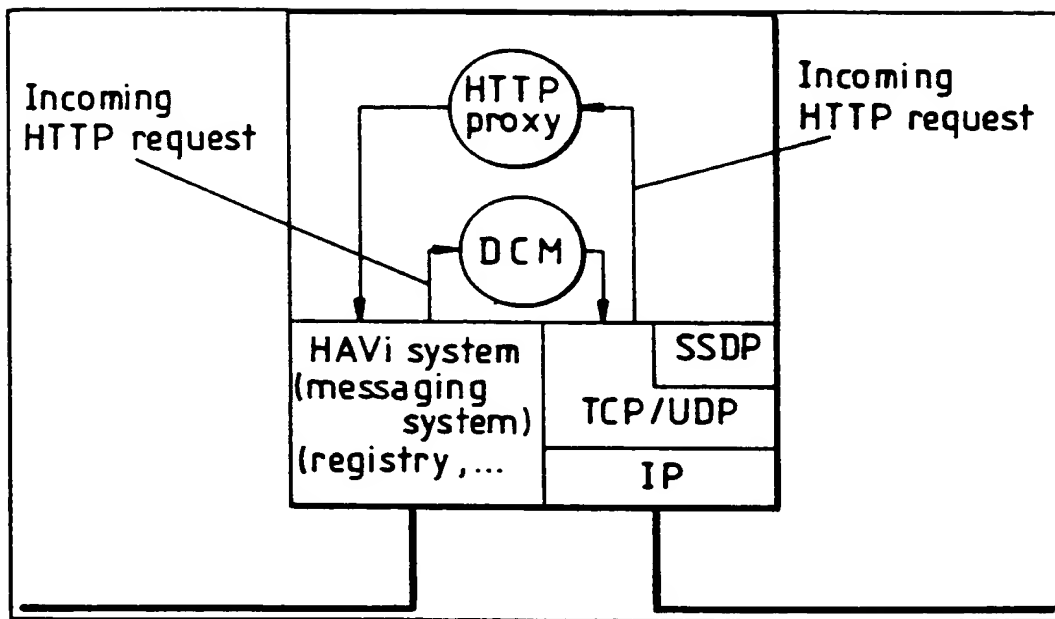 Incoming
HTTP request
HTTP
proxy
Incoming
HTTP request
DCM
HAVi system
(messaging
system)
(registry,...
SSDP
TCP/UDP
IP